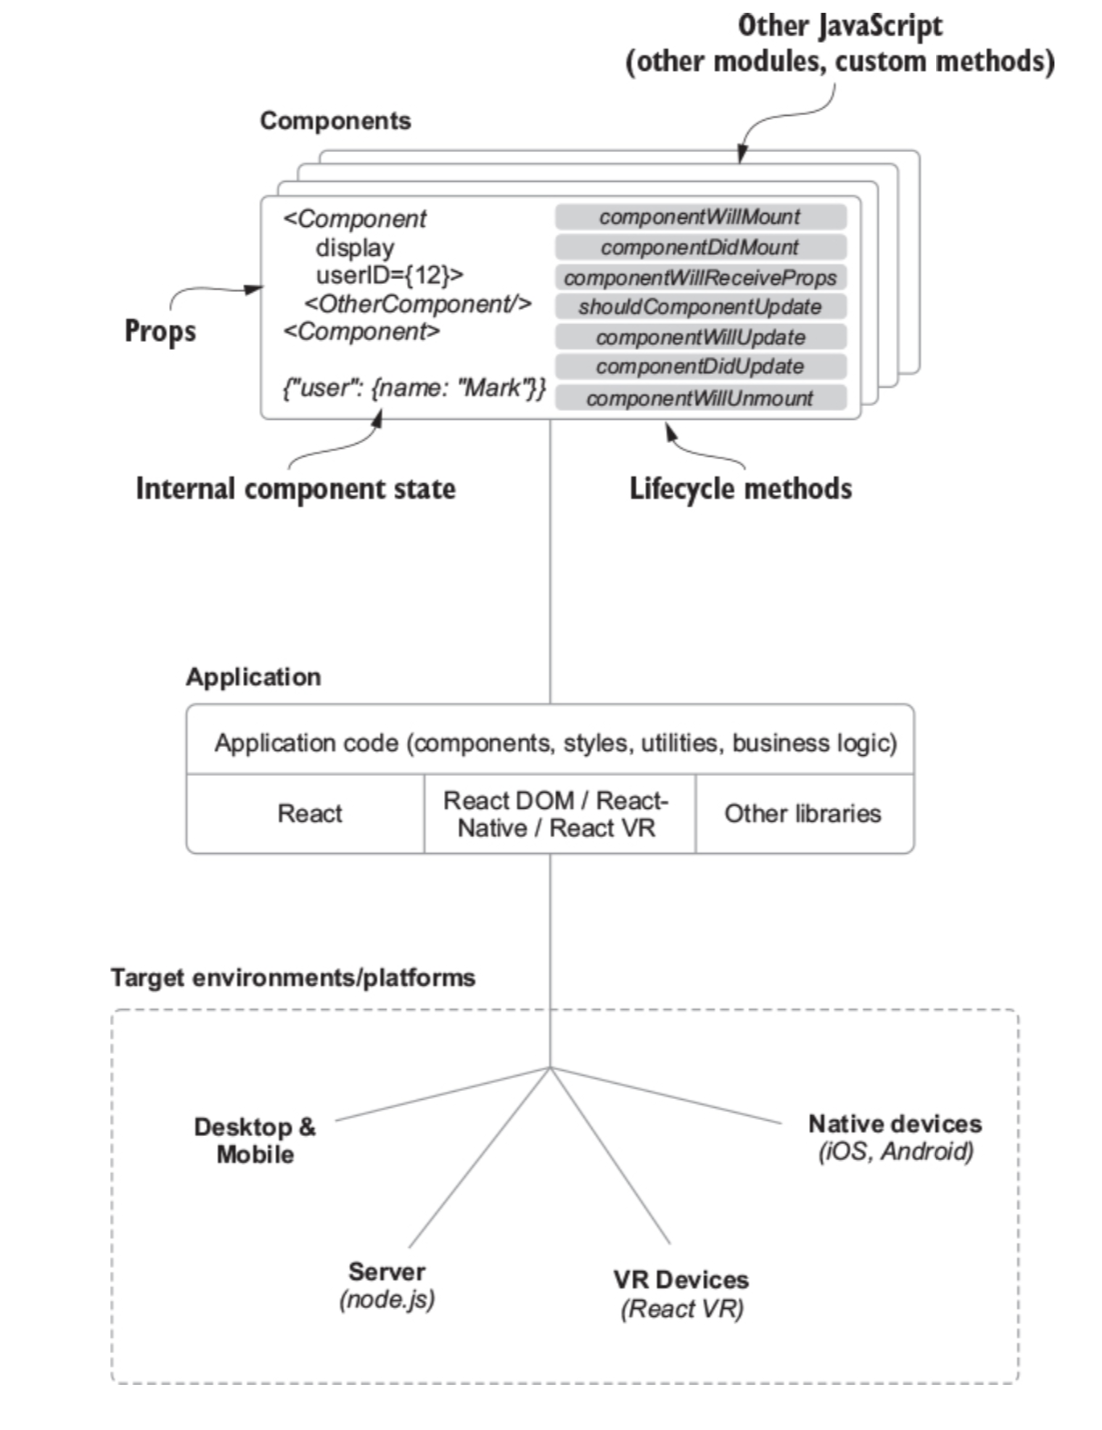 Other JavaScript
(other modules, custom methods)
Components
<Component
display
userID={12}>
<OtherComponent/>
<Component>
{"user": {name: "Mark"}}
componentWillMount
componentDidMount
componentWillReceiveProps
shouldComponentUpdate
componentWillUpdate
componentDidUpdate
componentWillUnmount
Props
Internal component state
Lifecycle methods
Application
Application code (components, styles, utilities, business logic)
React
React DOM / React-
Native / React VR
Other libraries
Target environments/platforms
Desktop &
Mobile
Native devices
(iOS, Android)
Server
(node.js)
VR Devices
(React VR)